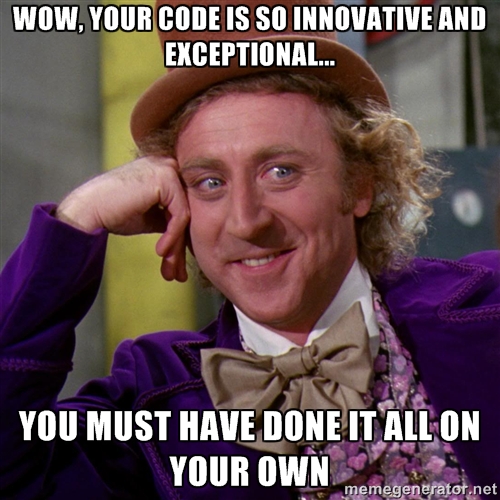 WOW, YOUR CODE IS SO INNOVATIVE AND
EXCEPTIONAL...
YOU MUST HAVE DONE IT ALL ON
YOUR OWN
memegenerator.net